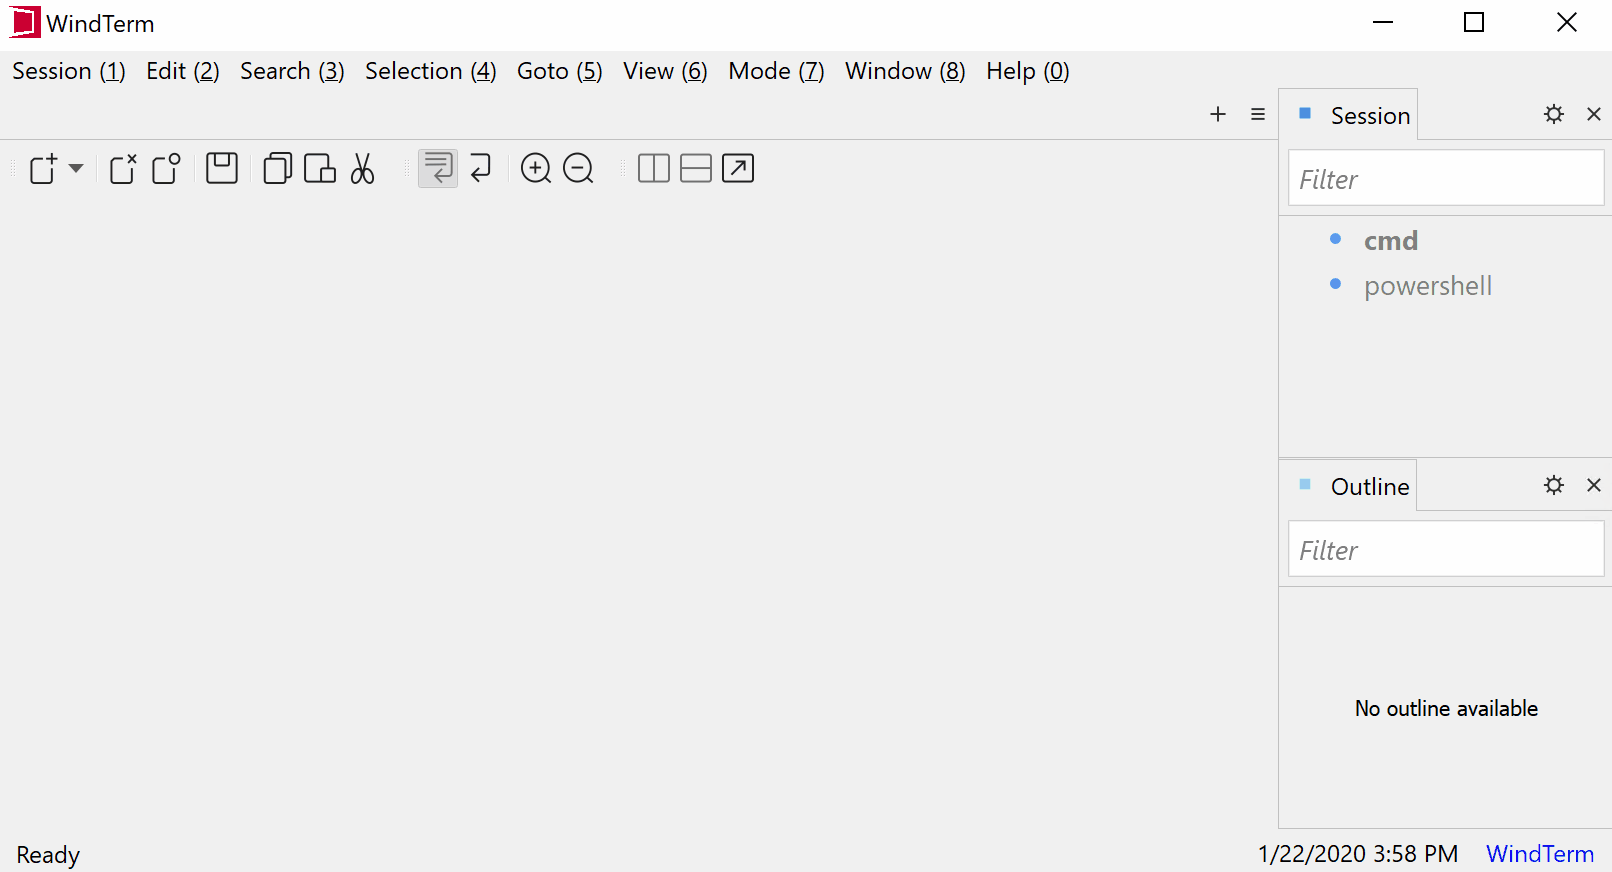 WindTerm
Session (1) Edit (2) Search (3) Selection (4) Goto (5) View (6) Mode (7) Window (8) Help (0)
Session
Filter
cmd
powershell
Outline
Filter
No outline available
Ready 1/22/2020 3:58 PM WindTerm